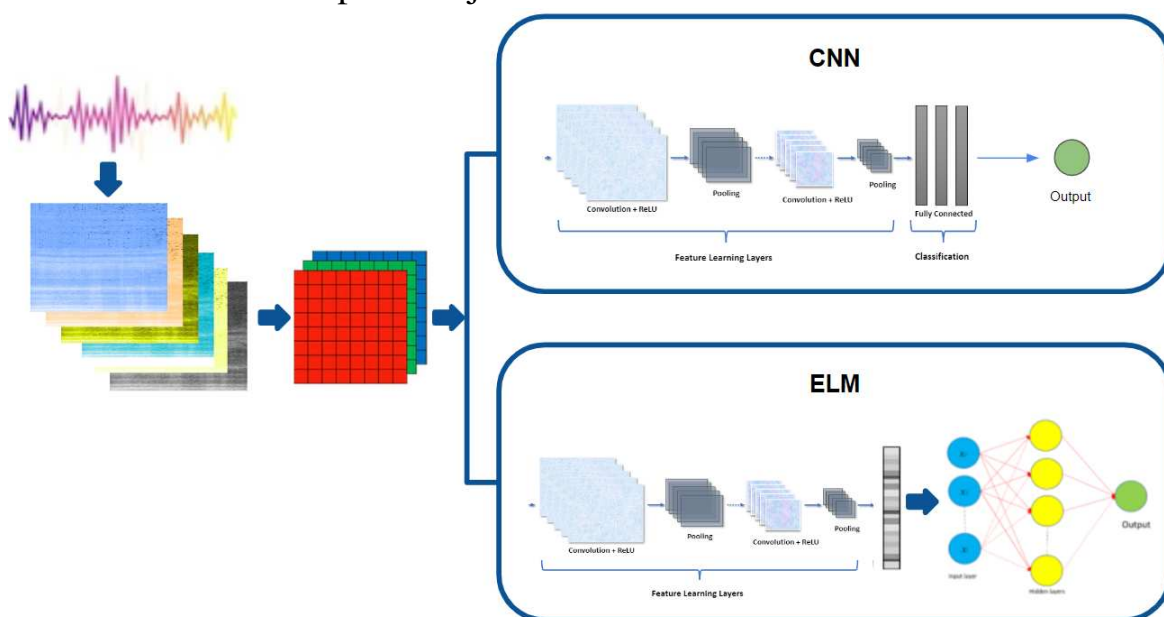 CNN
Convolution + ReLU
Pooling
Convolution + ReLU
Pooling
Fully Connected
Output
Feature Learning Layers
Classification
ELM
Convolution + ReLU
Pooling
Convolution + ReLU
Pooling
Feature Learning Layers
Input Layer
Hidden Layers
Output